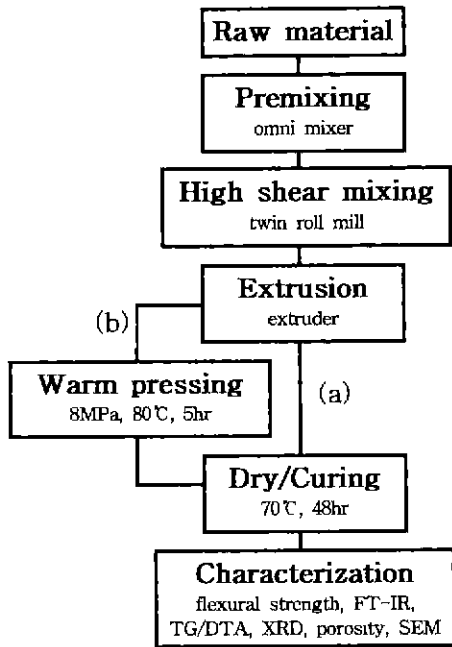 Raw material
Premixing
omni mixer
High shear mixing
twin roll mill
Extrusion
extruder
(b)
(a)
Warm pressing
8MPa, 80℃, 5hr
Dry/Curing
70℃, 48hr
Characterization
flexural strength, FT-IR,
TG/DTA, XRD, porosity, SEM